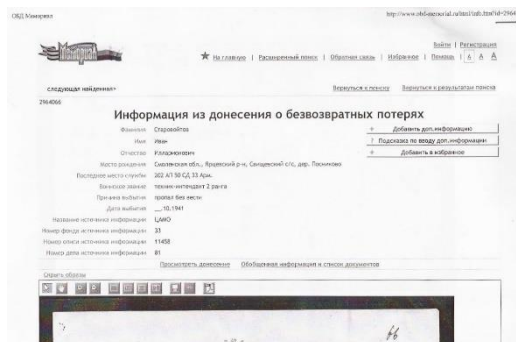 ОБД Мемориал
http://www.obd-memorial.ru/html/info.htm?id=2964
Мемориал
Войти | Регистрация
На главную | Расширенный поиск | Обратная связь | Избранное | Помощь | A A A
следующая найденная>
Вернуться к поиску Вернуться к результатам поиска
2964066
Информация из донесения о безвозвратных потерях
Фамилия Старовойтов
Имя Иван
Отчество Илларионович
Место рождения Смоленская обл., Ярцевский р-н, дер.
Последнее место службы 202 АП 50 СД, 33 Арм.
Воинское звание техник-интендант 2 ранга
Причина выбытия пропал без вести
Дата выбытия __.10.1941
Название источника информации ЦАМО
Номер фонда источника информации 33
Номер описи источника информации 11458
Номер дела источника информации 81
+ Добавить доп.информацию
? Подсказка по вводу доп.информации
+ Добавить в избранное
Просмотреть донесение Обобщенная информация и список документов
Скрыть образы
66